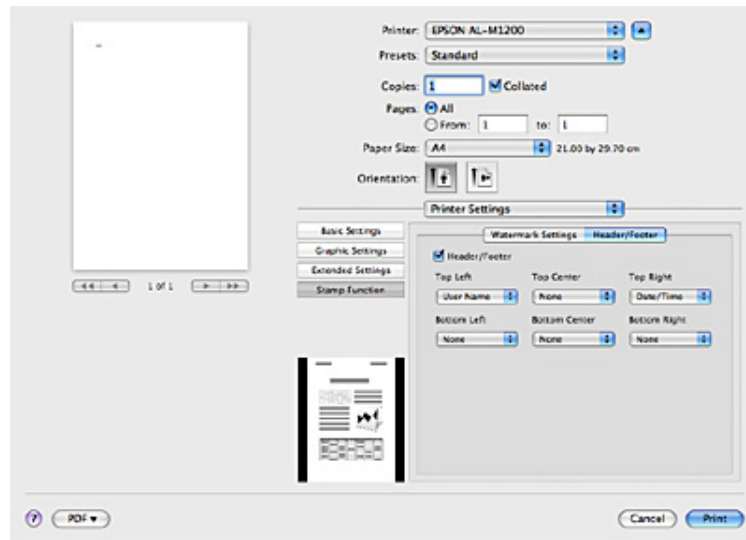 Printer: EPSON AL-M1200
Presets: Standard
Copies: 1 Collated
Pages: All
From: 1 to: 1
Paper Size: A4 21.00 by 29.70 cm
Orientation:
Printer Settings
Basic Settings
Graphic Settings
Extended Settings
Stamp Function
Watermark Settings Header/Footer
Header/Footer
Top Left Top Center Top Right
User Name None Date/Time
Bottom Left Bottom Center Bottom Right
None None None
1 of 1
? PDF Cancel Print